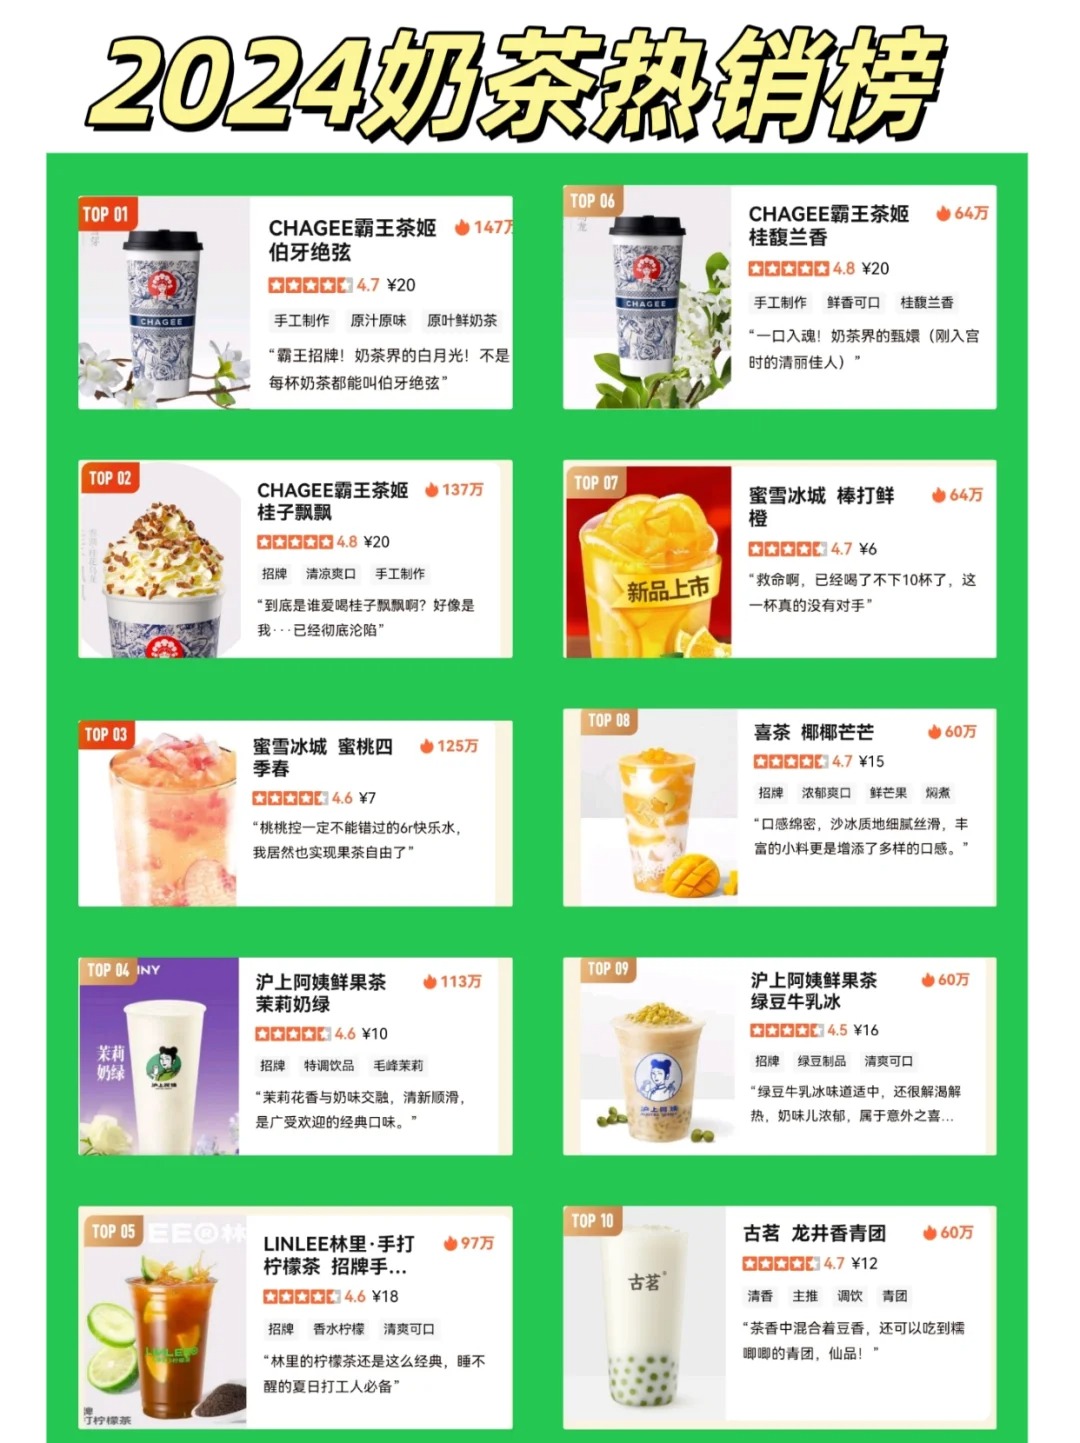 2024奶茶热销榜
TOP 01
CHAGEE霸王茶姬
147万
伯牙绝弦
4.7 ¥20
手工制作 原汁原味 原叶鲜奶茶
“霸王招牌！奶茶界的白月光！不是
每杯奶茶都能叫伯牙绝弦”
CHAGEE
TOP 02
CHAGEE霸王茶姬
137万
桂子飘飘
4.8 ¥20
招牌 清凉爽口 手工制作
“到底是谁爱喝桂子飘飘啊？好像是
我···已经彻底沦陷”
TOP 03
蜜雪冰城 蜜桃四
125万
季春
4.6 ¥7
“桃桃控一定不能错过的6r快乐水，
我居然也实现果茶自由了”
TOP 04
INY
沪上阿姨鲜果茶
113万
茉莉奶绿
4.6 ¥10
招牌 特调饮品 毛峰茉莉
“茉莉花香与奶味交融，清新顺滑，
是广受欢迎的经典口味。”
茉莉
奶绿
沪上阿姨
TOP 05
EE®林
LINLEE林里·手打
97万
柠檬茶 招牌手...
4.6 ¥18
招牌 香水柠檬 清爽可口
“林里的柠檬茶还是这么经典，睡不
醒的夏日打工人必备”
LINLEE
牌
打柠檬茶
TOP 06
CHAGEE霸王茶姬
64万
桂馥兰香
4.8 ¥20
手工制作 鲜香可口 桂馥兰香
“一口入魂！奶茶界的甄嬛（刚入宫
时的清丽佳人）”
龙
CHAGEE
TOP 07
蜜雪冰城 棒打鲜
64万
橙
4.7 ¥6
“救命啊，已经喝了不下10杯了，这
一杯真的没有对手”
新品上市
TOP 08
喜茶 椰椰芒芒
60万
4.7 ¥15
招牌 浓郁爽口 鲜芒果 焖煮
“口感绵密，沙冰质地细腻丝滑，丰
富的小料更是增添了多样的口感。”
TOP 09
沪上阿姨鲜果茶
60万
绿豆牛乳冰
4.5 ¥16
招牌 绿豆制品 清爽可口
“绿豆牛乳冰味道适中，还很解渴解
热，奶味儿浓郁，属于意外之喜...
沪上阿姨
TOP 10
古茗 龙井香青团
60万
4.7 ¥12
清香 主推 调饮 青团
“茶香中混合着豆香，还可以吃到糯
唧唧的青团，仙品！”
古茗